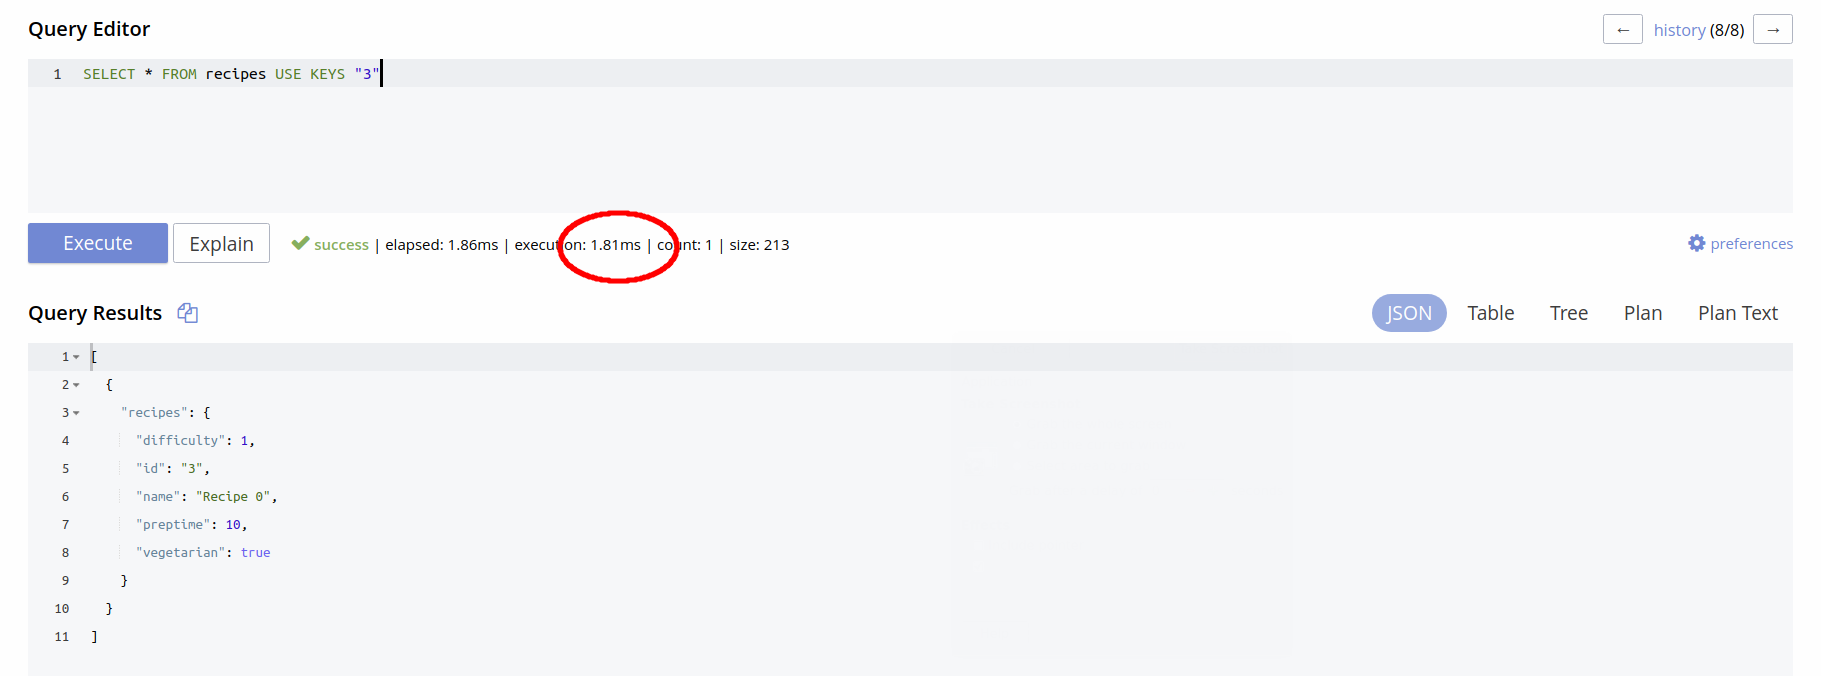 Query Editor
← history (8/8) →
1 SELECT * FROM recipes USE KEYS "3"
Execute Explain success | elapsed: 1.86ms | execution: 1.81ms | count: 1 | size: 213 preferences
Query Results JSON Table Tree Plan Plan Text
1 [
2 {
3 "recipes": {
4 "difficulty": 1,
5 "id": "3",
6 "name": "Recipe 0",
7 "preptime": 10,
8 "vegetarian": true
9 }
10 }
11 ]